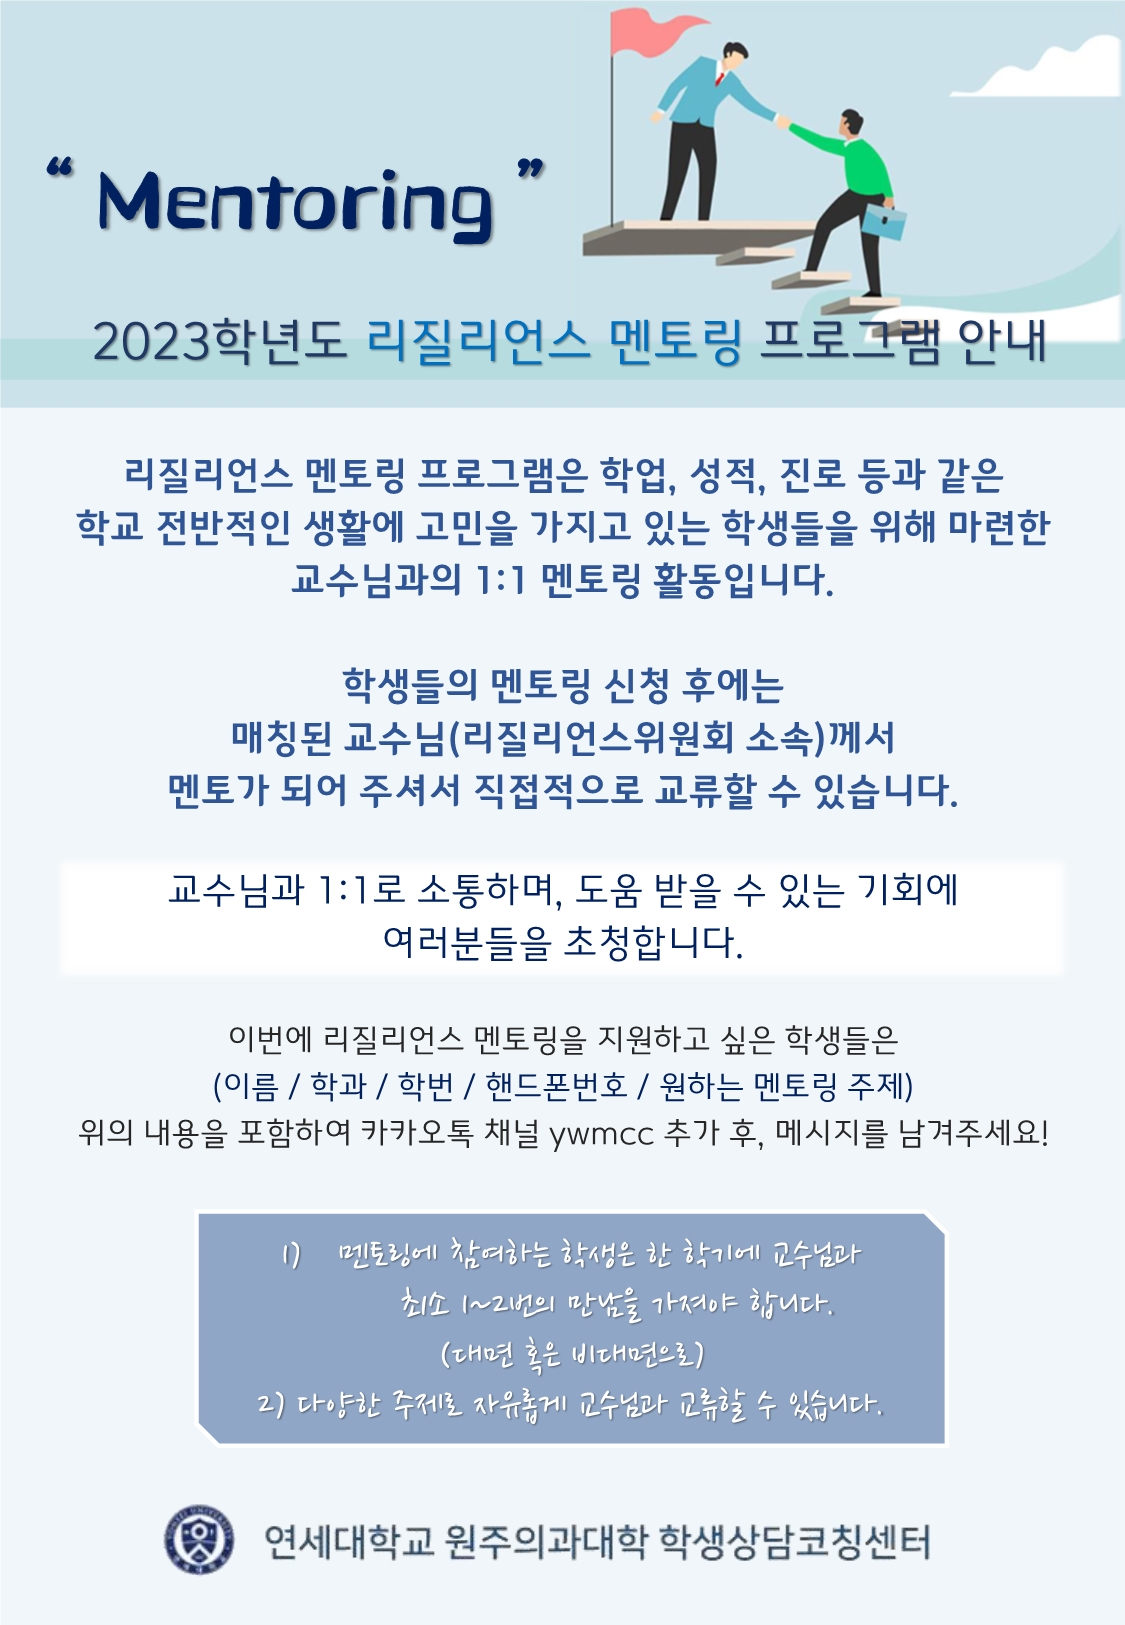 “ Mentoring ”
2023학년도 리질리언스 멘토링 프로그램 안내
리질리언스 멘토링 프로그램은 학업, 성적, 진로 등과 같은
학교 전반적인 생활에 고민을 가지고 있는 학생들을 위해 마련한
교수님과의 1:1 멘토링 활동입니다.
학생들의 멘토링 신청 후에는
매칭된 교수님(리질리언스위원회 소속)께서
멘토가 되어 주셔서 직접적으로 교류할 수 있습니다.
교수님과 1:1로 소통하며, 도움 받을 수 있는 기회에
여러분들을 초청합니다.
이번에 리질리언스 멘토링을 지원하고 싶은 학생들은
(이름 / 학과 / 학번 / 핸드폰번호 / 원하는 멘토링 주제)
위의 내용을 포함하여 카카오톡 채널 ywmcc 추가 후, 메시지를 남겨주세요!
1) 멘토링에 참여하는 학생은 한 학기에 교수님과
최소 1~2번의 만남을 가져야 합니다.
(대면 혹은 비대면으로)
2) 다양한 주제로 자유롭게 교수님과 교류할 수 있습니다.
연세대학교 원주의과대학 학생상담코칭센터